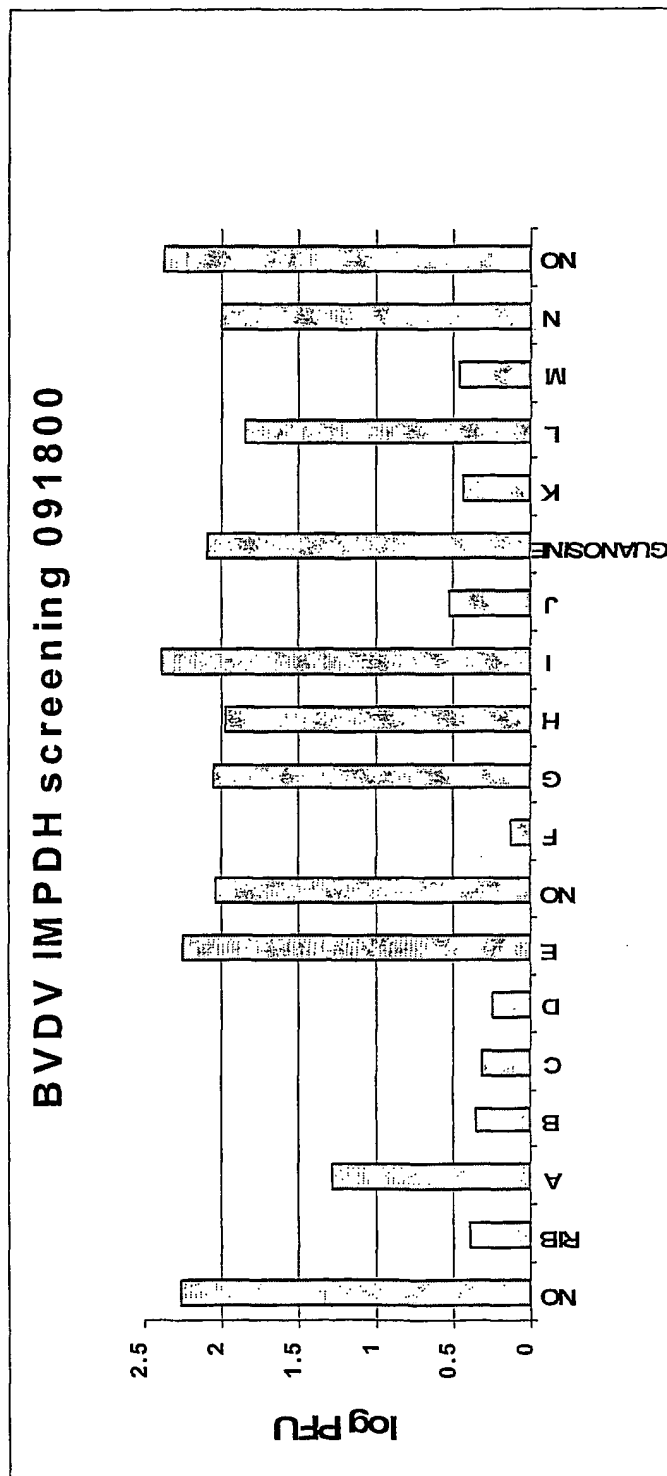 BVDV IMPDH screening 091800
log PFU
2.5
2
1.5
1
0.5
0
NO
RIB
A
B
C
D
E
NO
F
G
H
I
J
GUANOSINE
K
L
M
N
NO